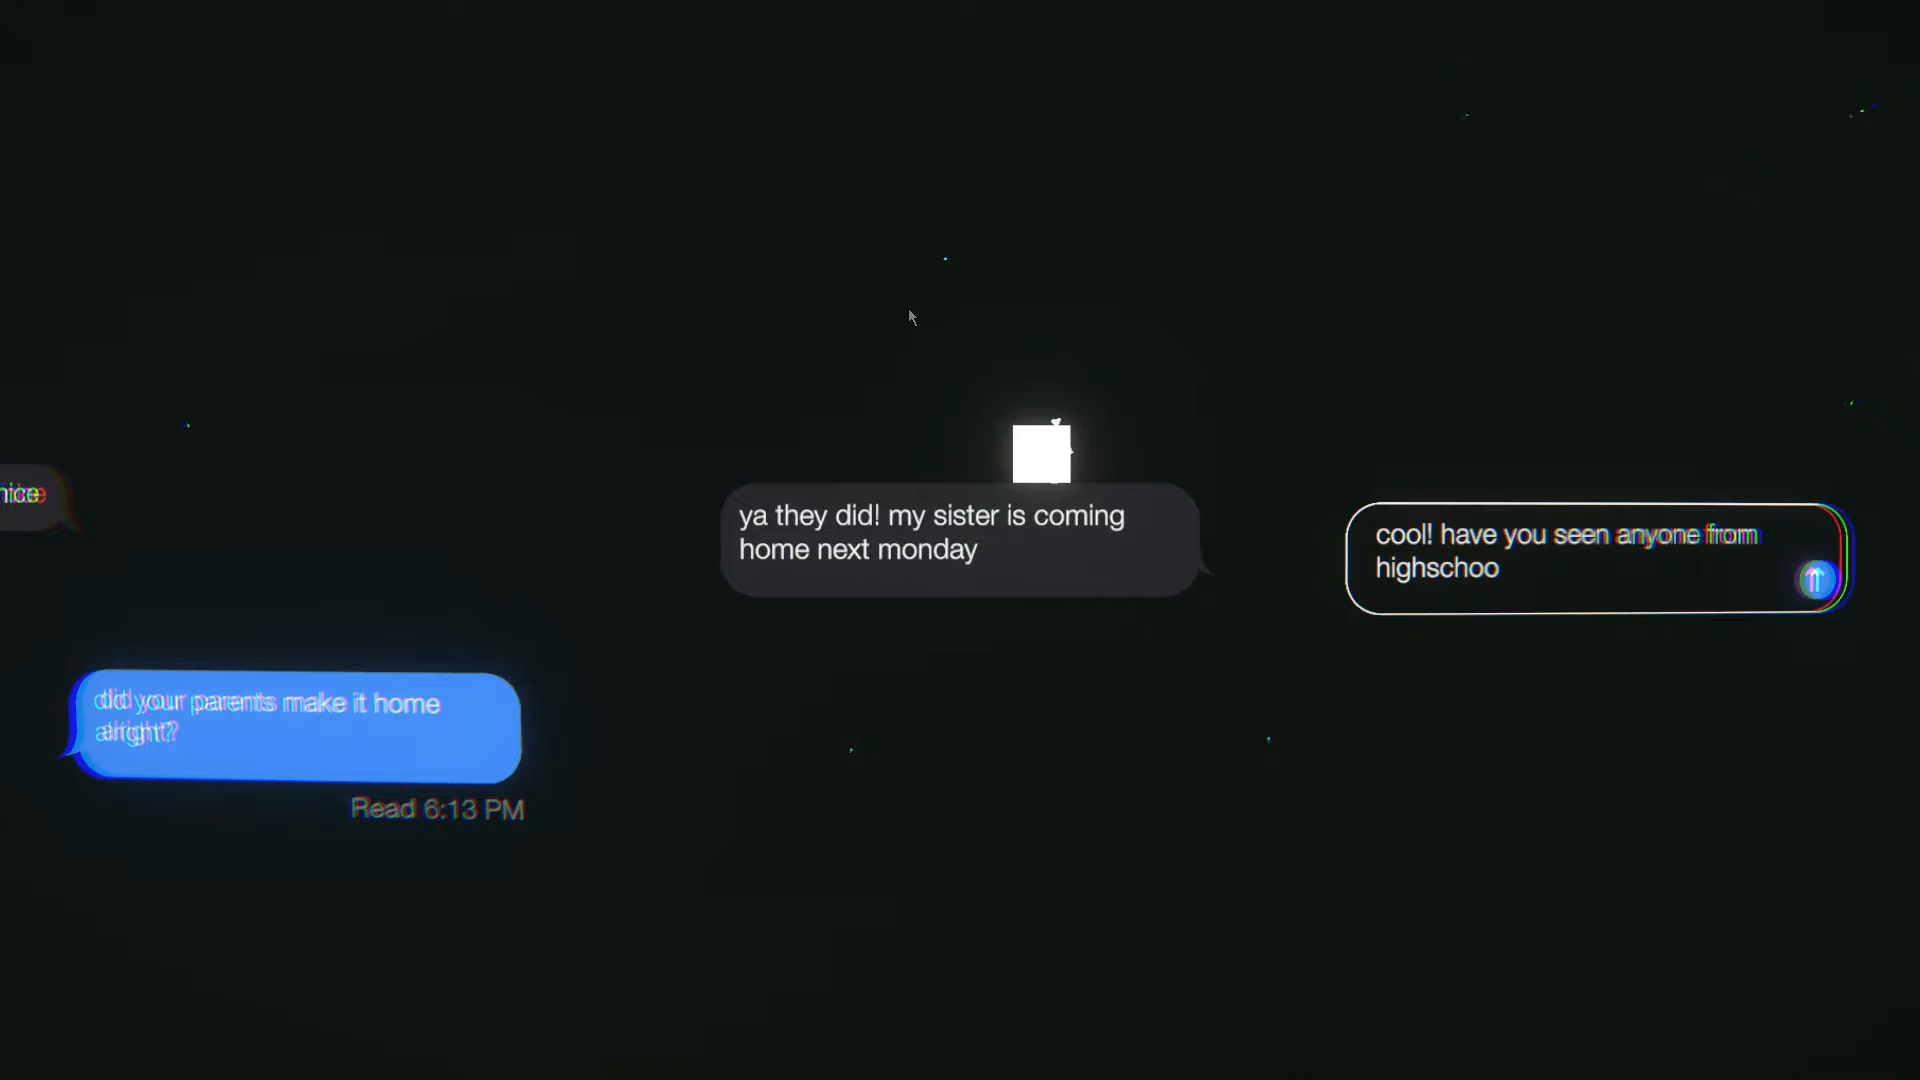 nice
did your parents make it home
alright?
Read 6:13 PM
ya they did! my sister is coming
home next monday
cool! have you seen anyone from
highschoo